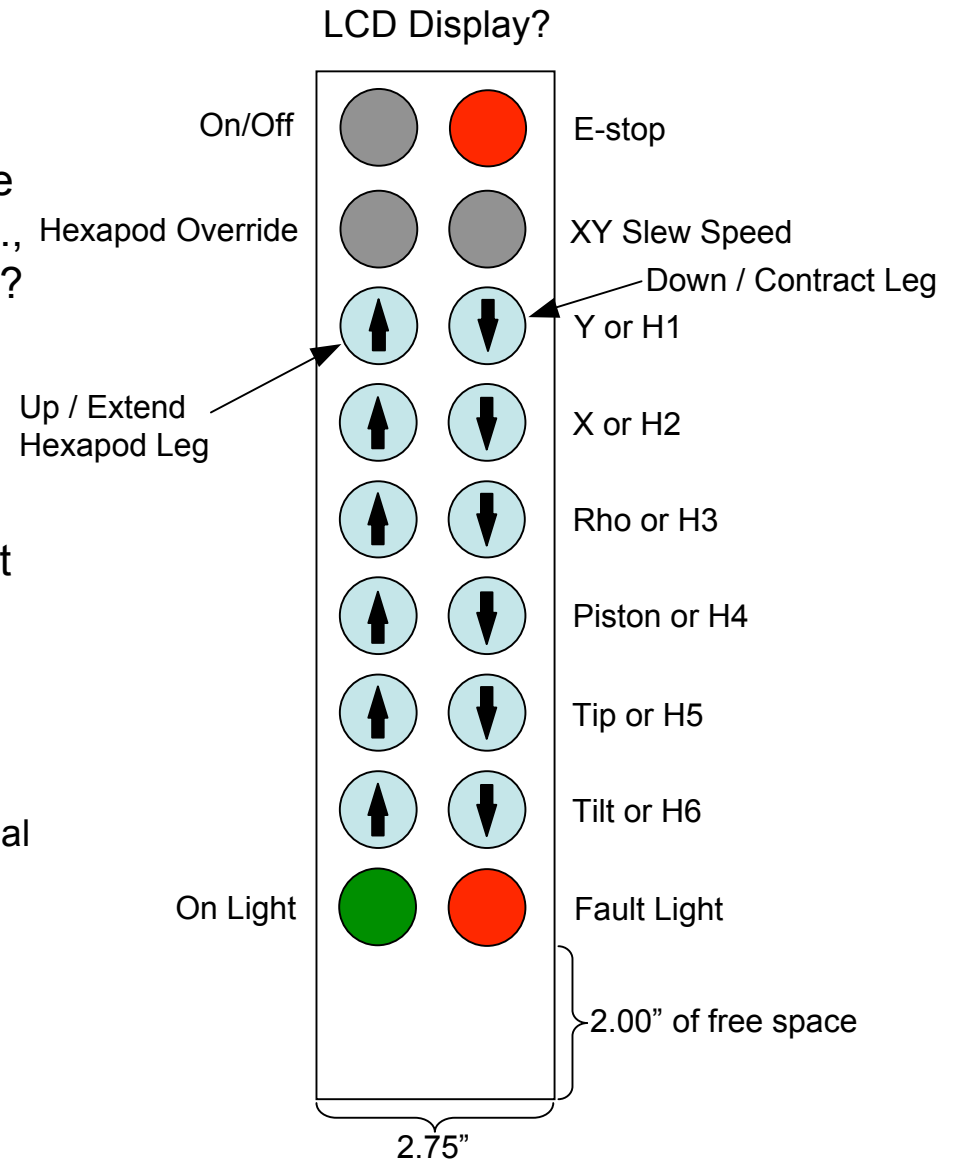 LCD Display?
On/Off
E-stop
e
., Hexapod Override
XY Slew Speed
?
Down / Contract Leg
Y or H1
Up / Extend
Hexapod Leg
X or H2
Rho or H3
t
Piston or H4
Tip or H5
Tilt or H6
al
On Light
Fault Light
2.00” of free space
2.75”